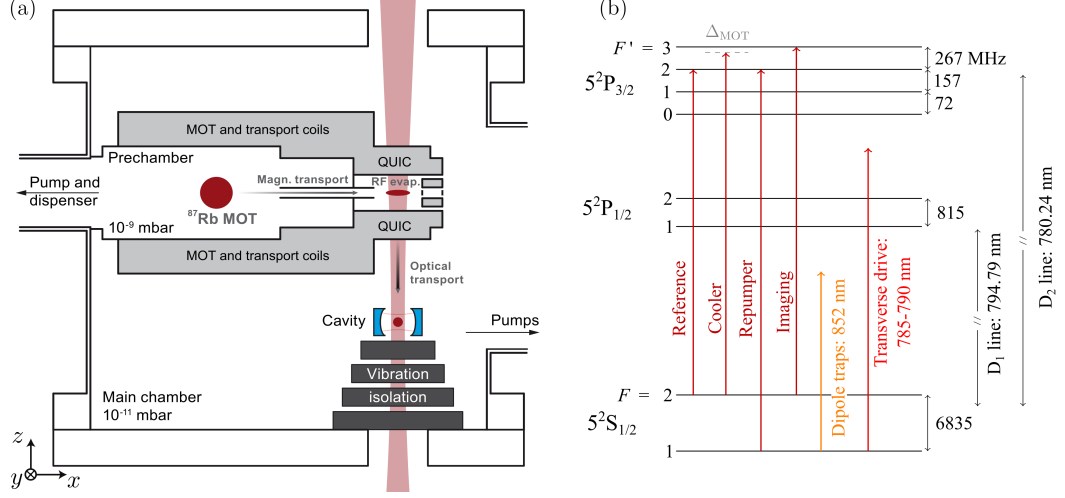 (a)
MOT and transport coils
Prechamber
QUIC
Magn. transport
RF evap.
Pump and
dispenser
⁸⁷Rb MOT
10⁻⁹ mbar
QUIC
MOT and transport coils
Optical
transport
Cavity
Pumps
Vibration
isolation
Main chamber
10⁻¹¹ mbar
z
y
x
(b)
Δ_MOT
F' = 3
2
1
0
5²P₃/₂
267 MHz
157
72
5²P₁/₂
2
1
815
Reference
Cooler
Repumper
Imaging
Dipole traps: 852 nm
Transverse drive:
785-790 nm
D₁ line: 794.79 nm
D₂ line: 780.24 nm
F = 2
5²S₁/₂
1
6835